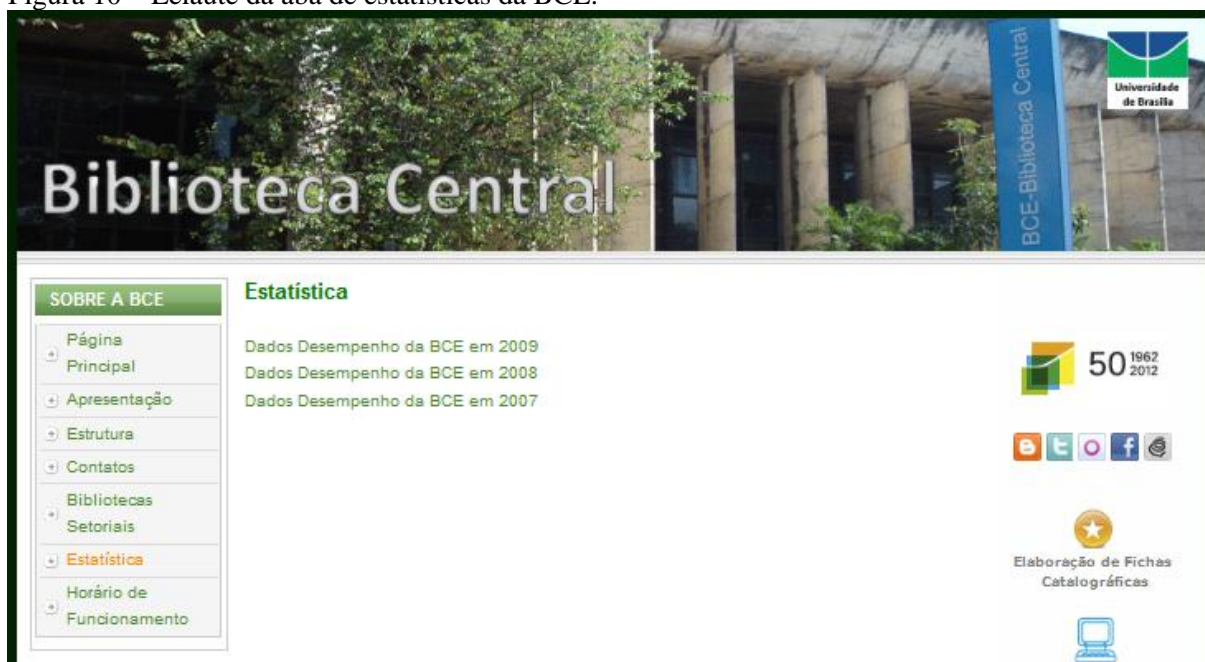 Figura 10 – Leiaute da aba de estatísticas da BCE.
Biblioteca Central
BCE-Biblioteca Central
Universidade
de Brasília
SOBRE A BCE
Página
Principal
Apresentação
Estrutura
Contatos
Bibliotecas
Setoriais
Estatística
Horário de
Funcionamento
Estatística
Dados Desempenho da BCE em 2009
Dados Desempenho da BCE em 2008
Dados Desempenho da BCE em 2007
50 1962
2012
Elaboração de Fichas
Catalográficas